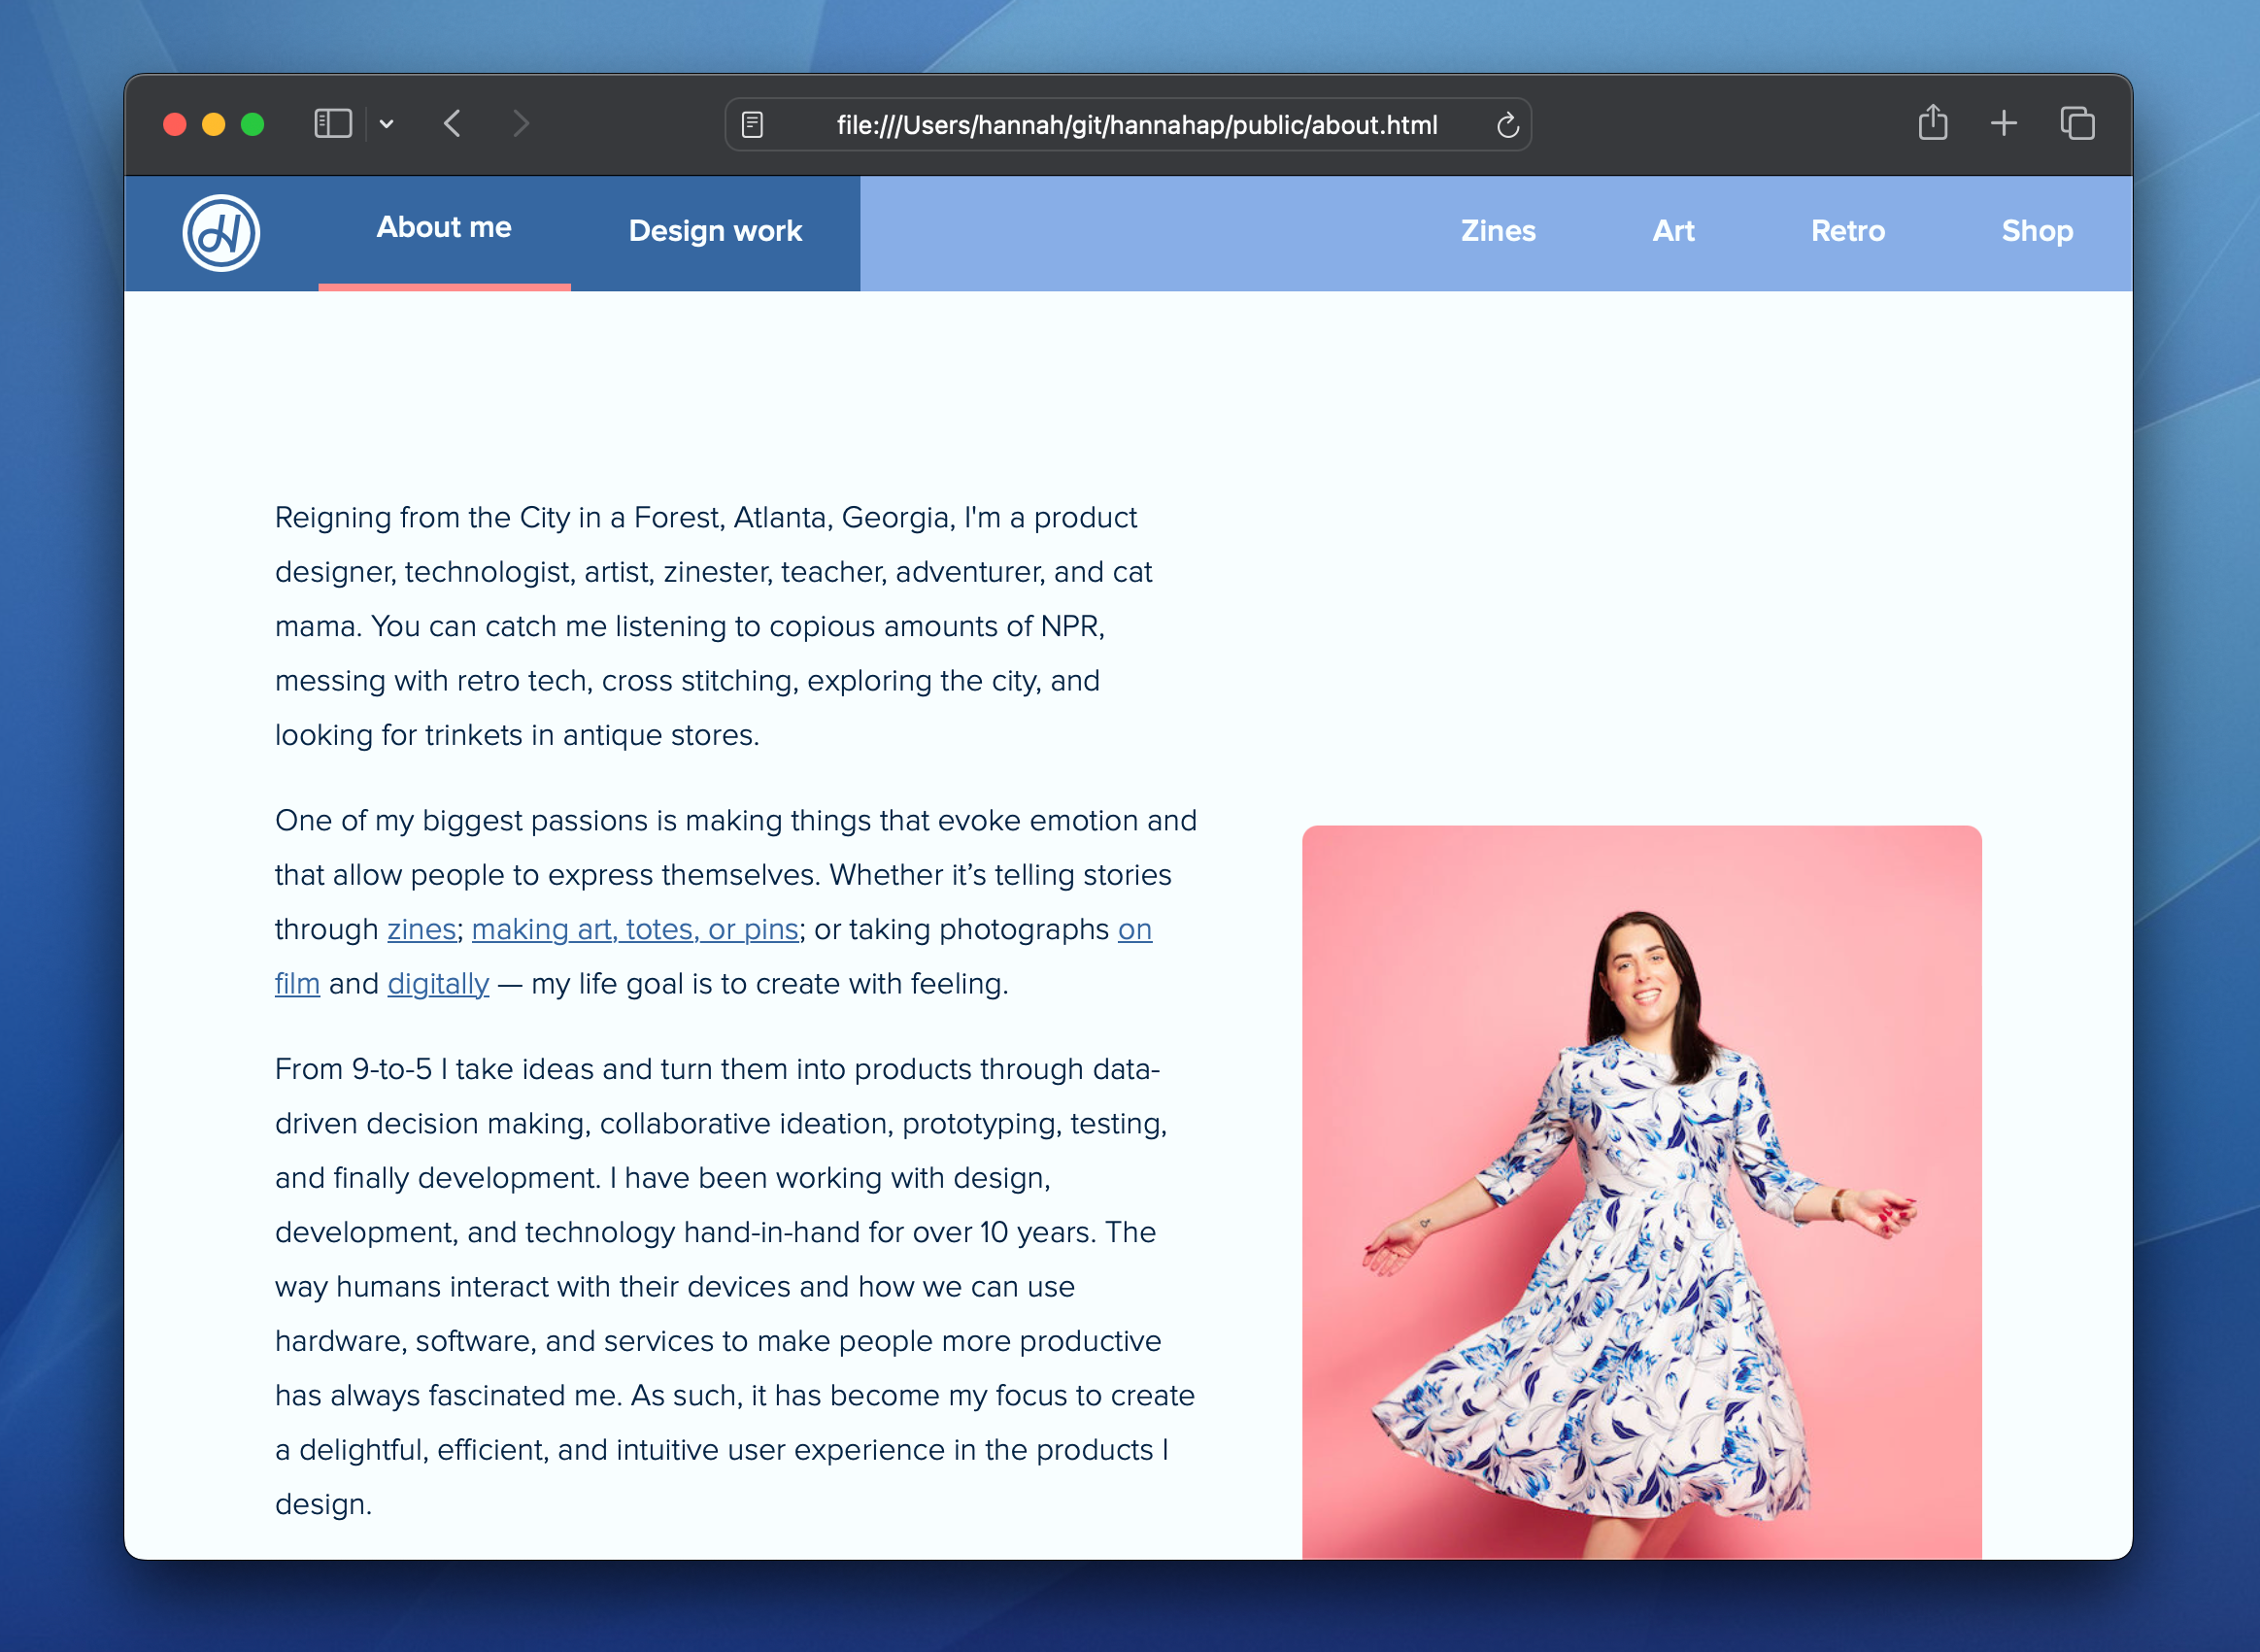 file:///Users/hannah/git/hannahap/public/about.html
H About me Design work Zines Art Retro Shop
Reigning from the City in a Forest, Atlanta, Georgia, I'm a product
designer, technologist, artist, zinester, teacher, adventurer, and cat
mama. You can catch me listening to copious amounts of NPR,
messing with retro tech, cross stitching, exploring the city, and
looking for trinkets in antique stores.
One of my biggest passions is making things that evoke emotion and
that allow people to express themselves. Whether it’s telling stories
through zines; making art, totes, or pins; or taking photographs on
film and digitally — my life goal is to create with feeling.
From 9-to-5 I take ideas and turn them into products through data-
driven decision making, collaborative ideation, prototyping, testing,
and finally development. I have been working with design,
development, and technology hand-in-hand for over 10 years. The
way humans interact with their devices and how we can use
hardware, software, and services to make people more productive
has always fascinated me. As such, it has become my focus to create
a delightful, efficient, and intuitive user experience in the products I
design.